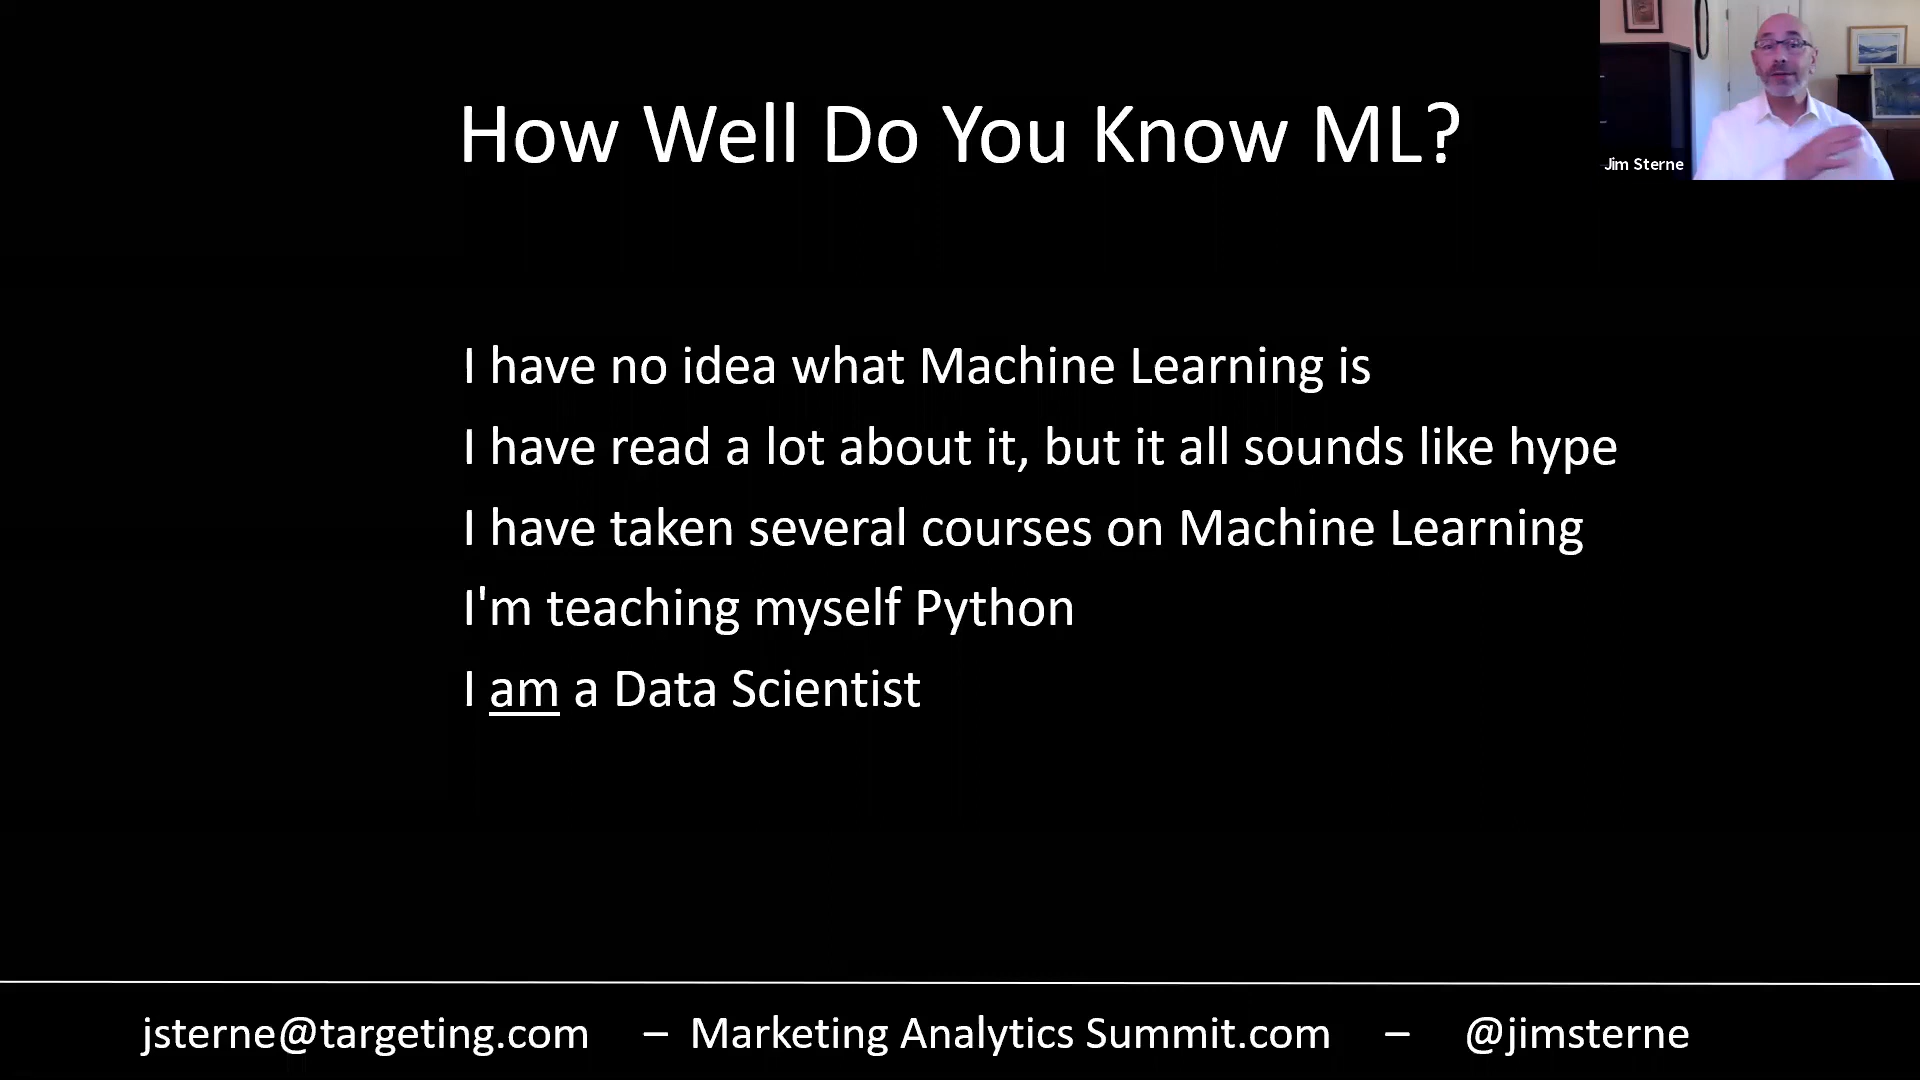 How Well Do You Know ML?
Jim Sterne
I have no idea what Machine Learning is
I have read a lot about it, but it all sounds like hype
I have taken several courses on Machine Learning
I'm teaching myself Python
I am a Data Scientist
jsterne@targeting.com – Marketing Analytics Summit.com – @jimsterne